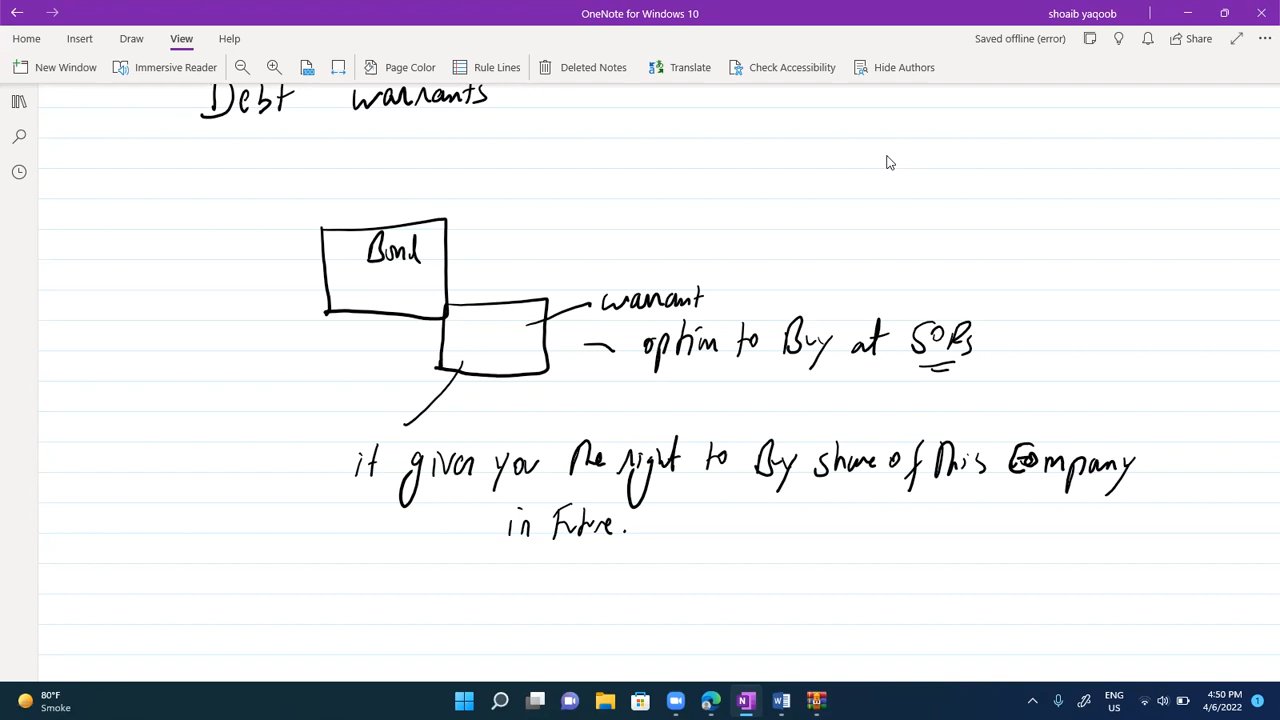 OneNote for Windows 10
shoaib yaqoob
Home Insert Draw View Help
Saved offline (error)
Share
New Window Immersive Reader Page Color Rule Lines Deleted Notes Translate Check Accessibility Hide Authors
Debt warrants
Bond
warrant
option to Buy at 50Rs
it gives you the right to Buy share of this Company
in Future.
80°F
Smoke
ENG
US
4:50 PM
4/6/2022
1